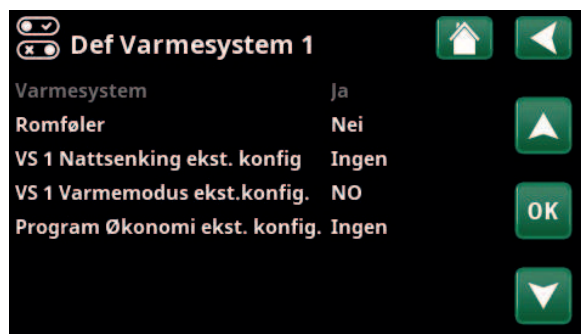 Def Varmesystem 1
Varmesystem Ja
Romføler Nei
VS 1 Nattsenking ekst. konfig Ingen
VS 1 Varmemodus ekst.konfig. NO
Program Økonomi ekst. konfig. Ingen
OK